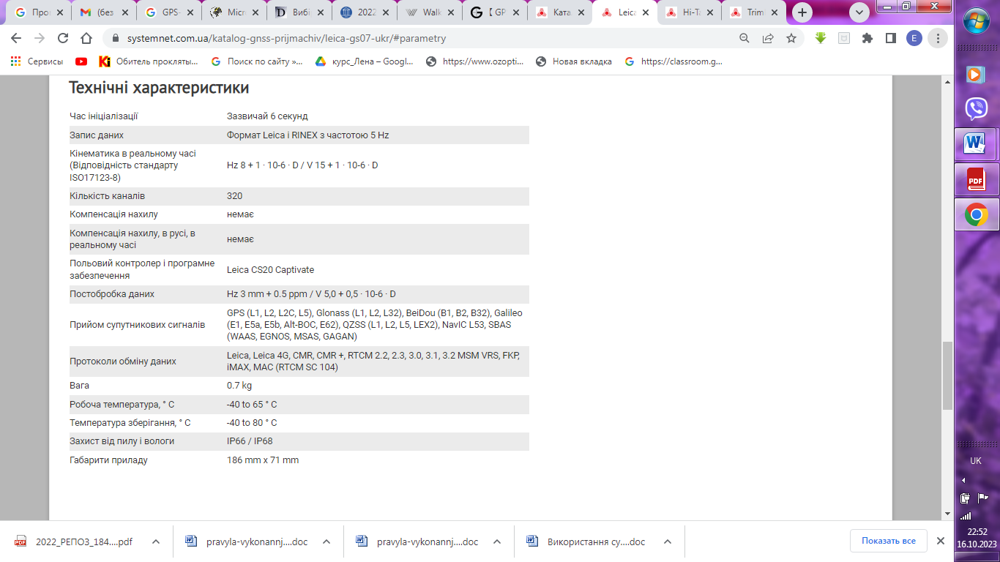 Про
(без
GPS-
Micr
Вибі
2022
Walk
【 GP
Ката
Leica
Hi-Ta
Trim
systemnet.com.ua/katalog-gnss-prijmachiv/leica-gs07-ukr/#parametry
E
Сервисы
Обитель прокляты...
Поиск по сайту »...
курс_Лена – Googl...
https://www.ozopti...
Новая вкладка
https://classroom.g...
Технічні характеристики
Час ініціалізації Зазвичай 6 секунд
Запис даних Формат Leica і RINEX з частотою 5 Hz
Кінематика в реальному часі
(Відповідність стандарту
ISO17123-8)
Hz 8 + 1 · 10-6 · D / V 15 + 1 · 10-6 · D
Кількість каналів 320
Компенсація нахилу немає
Компенсація нахилу, в русі, в
реальному часі
немає
Польовий контролер і програмне
забезпечення
Leica CS20 Captivate
Постобробка даних Hz 3 mm + 0.5 ppm / V 5,0 + 0,5 · 10-6 · D
Прийом супутникових сигналів
GPS (L1, L2, L2C, L5), Glonass (L1, L2, L32), BeiDou (B1, B2, B32), Galileo
(E1, E5a, E5b, Alt-BOC, E62), QZSS (L1, L2, L5, LEX2), NavIC L53, SBAS
(WAAS, EGNOS, MSAS, GAGAN)
Протоколи обміну даних
Leica, Leica 4G, CMR, CMR +, RTCM 2.2, 2.3, 3.0, 3.1, 3.2 MSM VRS, FKP,
iMAX, MAC (RTCM SC 104)
Вага 0.7 kg
Робоча температура, ° C -40 to 65 ° C
Температура зберігання, ° C -40 to 80 ° C
Захист від пилу і вологи IP66 / IP68
Габарити приладу 186 mm x 71 mm
2022_РЕПОЗ_184....pdf
pravyla-vykonannj....doc
pravyla-vykonannj....doc
Використання су....doc
Показать все
PDF
UK
22:52
16.10.2023